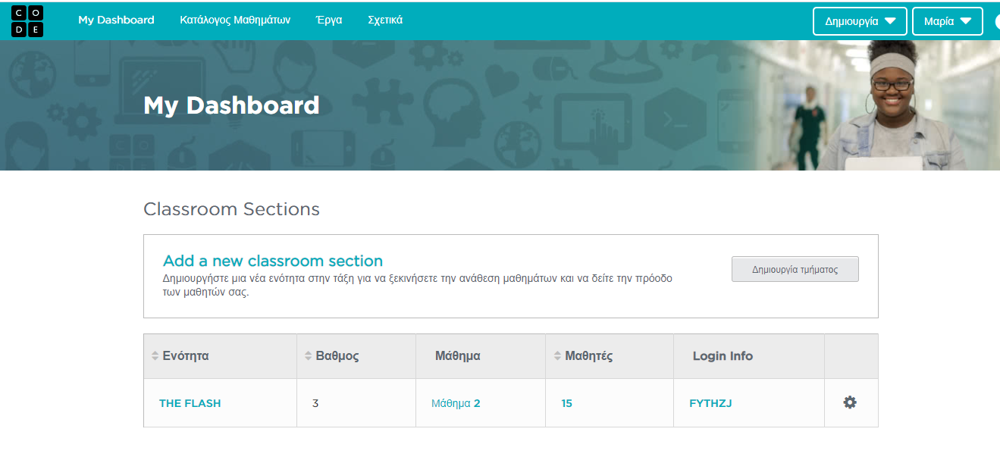 C O
D E
My Dashboard Κατάλογος Μαθημάτων Έργα Σχετικά Δημιουργία Μαρία
My Dashboard
Classroom Sections
Add a new classroom section
Δημιουργήστε μια νέα ενότητα στην τάξη για να ξεκινήσετε την ανάθεση μαθημάτων και να δείτε την πρόοδο
των μαθητών σας.
Δημιουργία τμήματος
Ενότητα Βαθμος Μάθημα Μαθητές Login Info
THE FLASH 3 Μάθημα 2 15 FYTHZJ